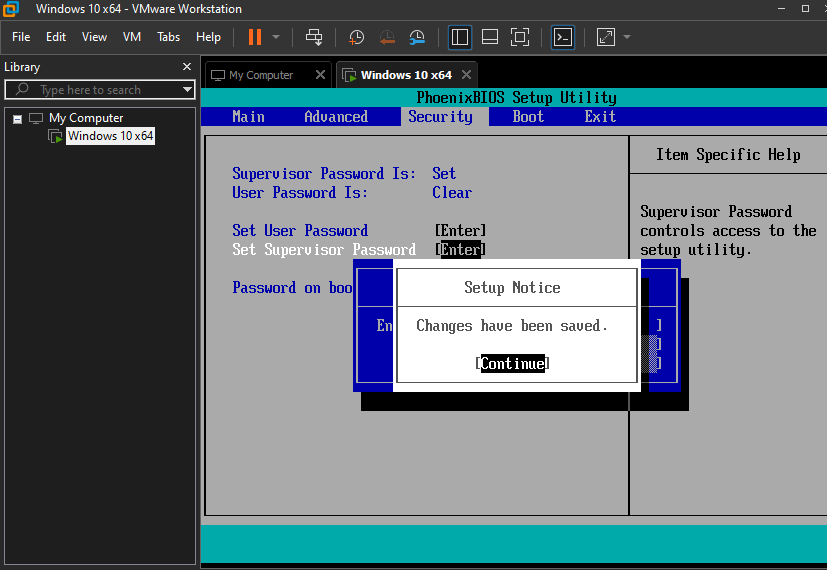 Windows 10 x64 - VMware Workstation
File Edit View VM Tabs Help
Library
Type here to search
My Computer
Windows 10 x64
My Computer Windows 10 x64
PhoenixBIOS Setup Utility
Main Advanced Security Boot Exit
Supervisor Password Is: Set
User Password Is: Clear
Set User Password [Enter]
Set Supervisor Password [Enter]
Password on boo
Item Specific Help
Supervisor Password
controls access to the
setup utility.
Setup Notice
En
Changes have been saved.
[Continue]
]
]
]